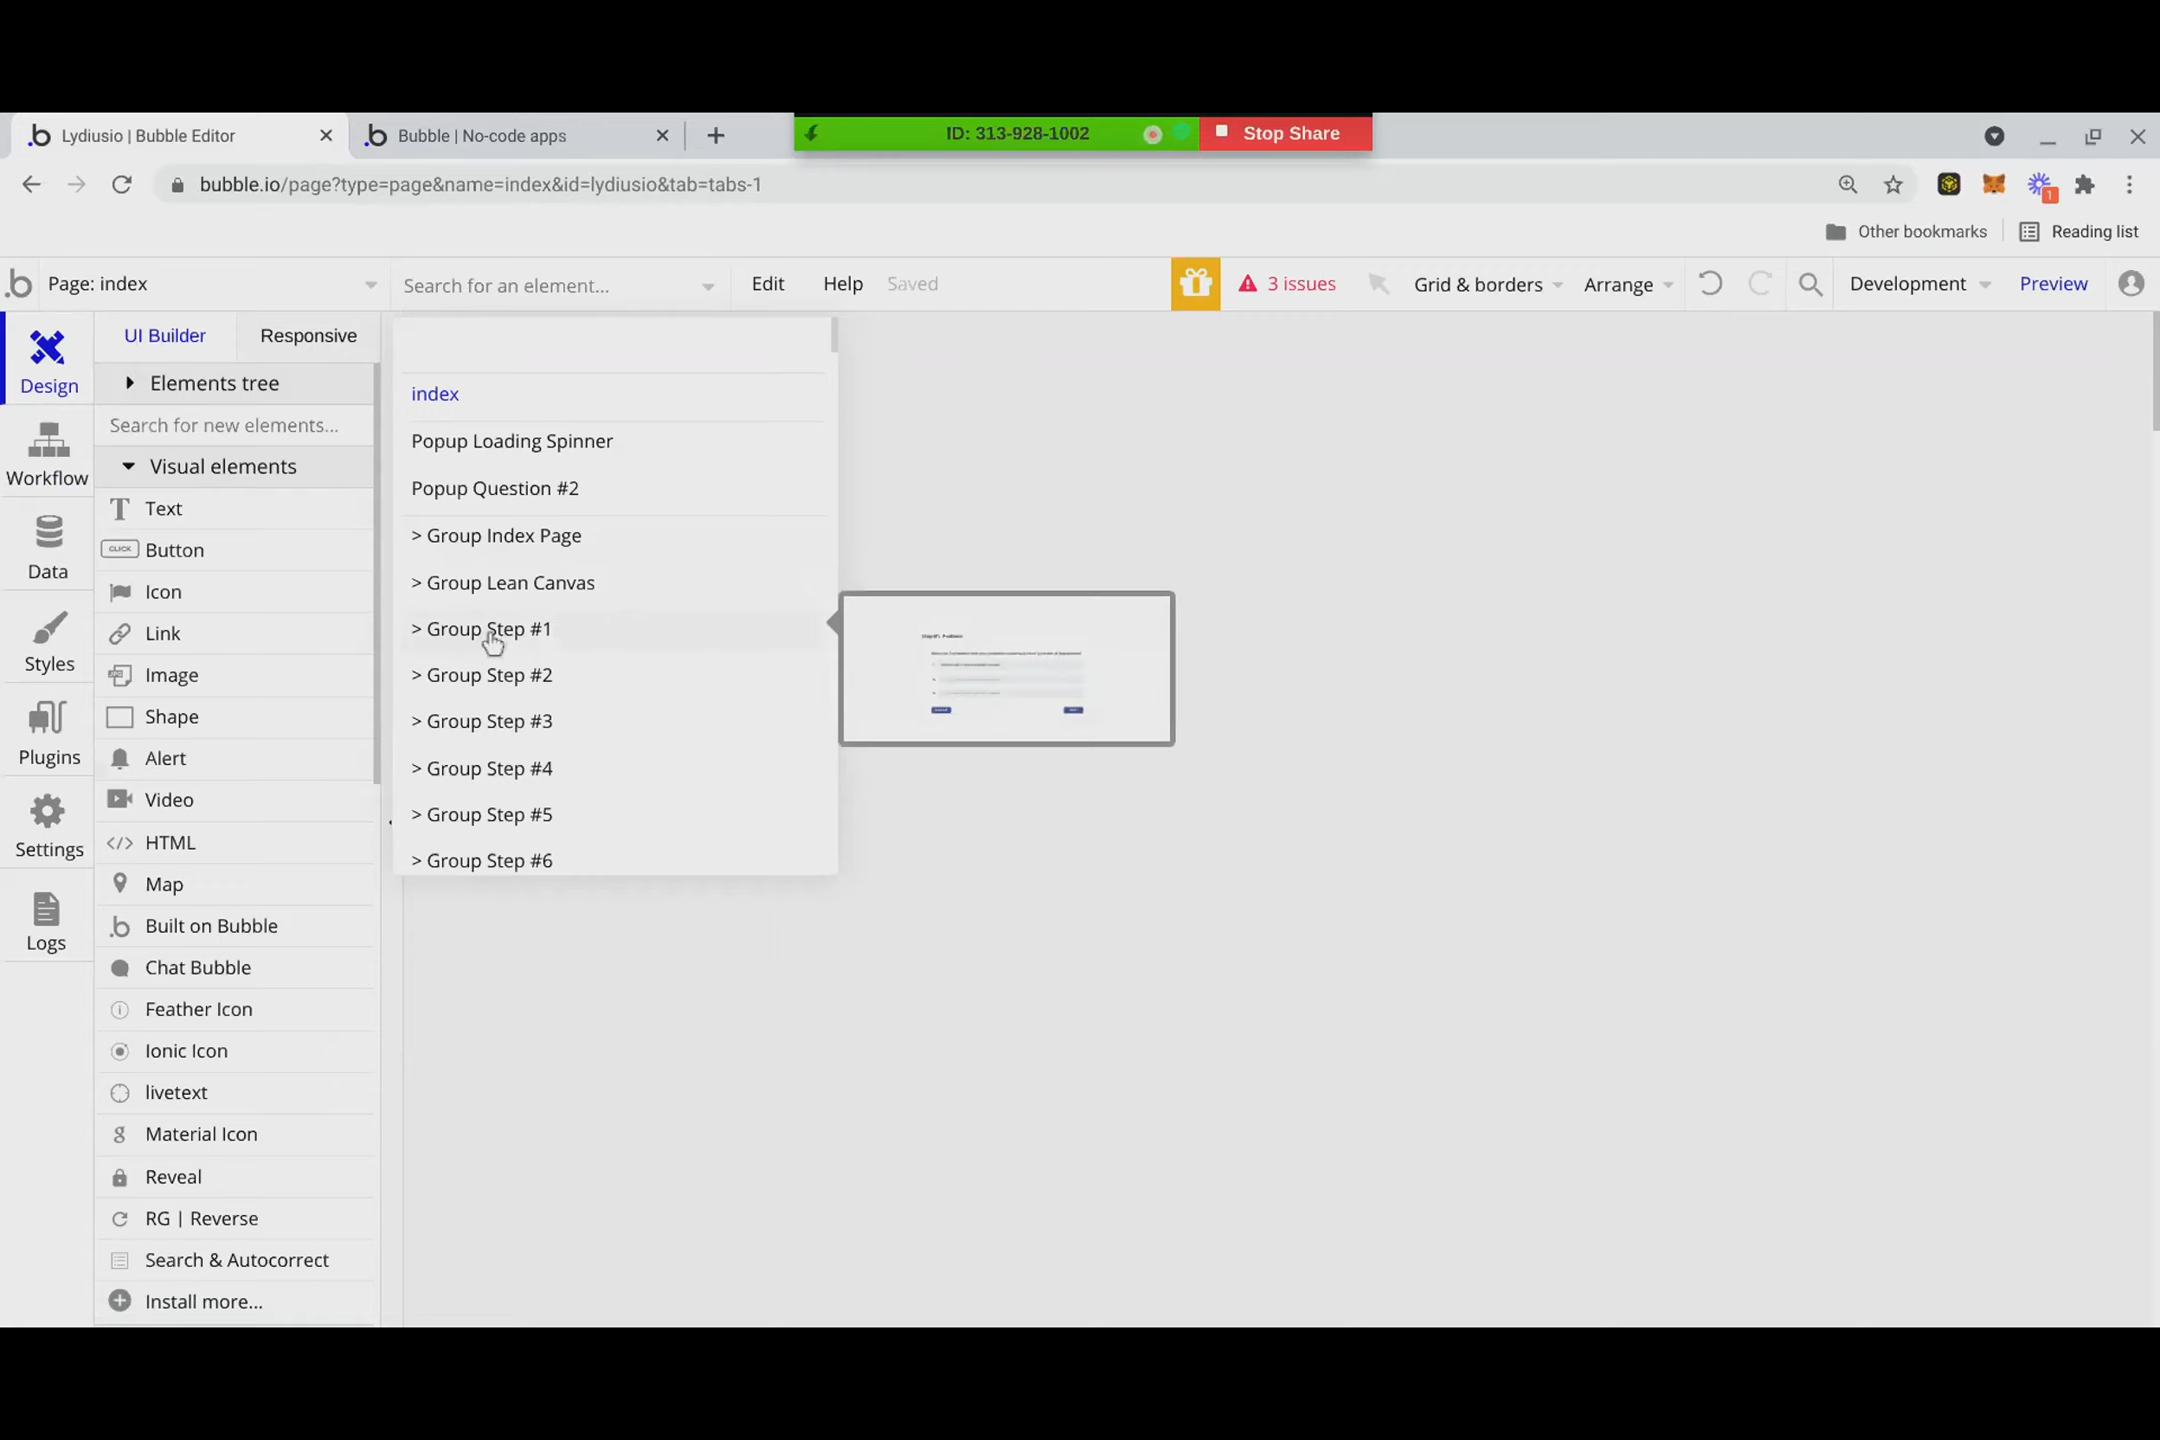 Lydiusio | Bubble Editor
Bubble | No-code apps
ID: 313-928-1002
Stop Share
bubble.io/page?type=page&name=index&id=lydiusio&tab=tabs-1
1
Other bookmarks
Reading list
Page: index
Search for an element...
Edit
Help
Saved
3 issues
Grid & borders
Arrange
Development
Preview
Design
Workflow
Data
Styles
Plugins
Settings
Logs
UI Builder
Responsive
Elements tree
Search for new elements...
Visual elements
Text
CLICK
Button
Icon
Link
Image
Shape
Alert
Video
HTML
Map
Built on Bubble
Chat Bubble
Feather Icon
Ionic Icon
livetext
Material Icon
Reveal
RG | Reverse
Search & Autocorrect
Install more...
index
Popup Loading Spinner
Popup Question #2
> Group Index Page
> Group Lean Canvas
> Group Step #1
> Group Step #2
> Group Step #3
> Group Step #4
> Group Step #5
> Group Step #6